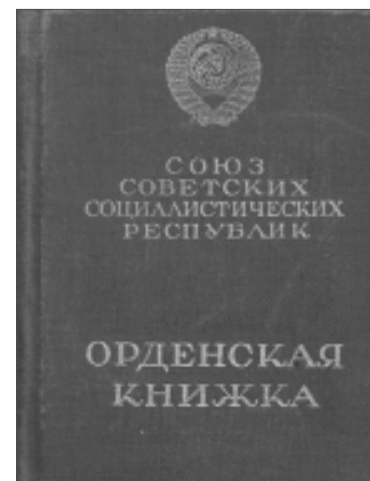 СОЮЗ
СОВЕТСКИХ
СОЦИАЛИСТИЧЕСКИХ
РЕСПУБЛИК
ОРДЕНСКАЯ
КНИЖКА